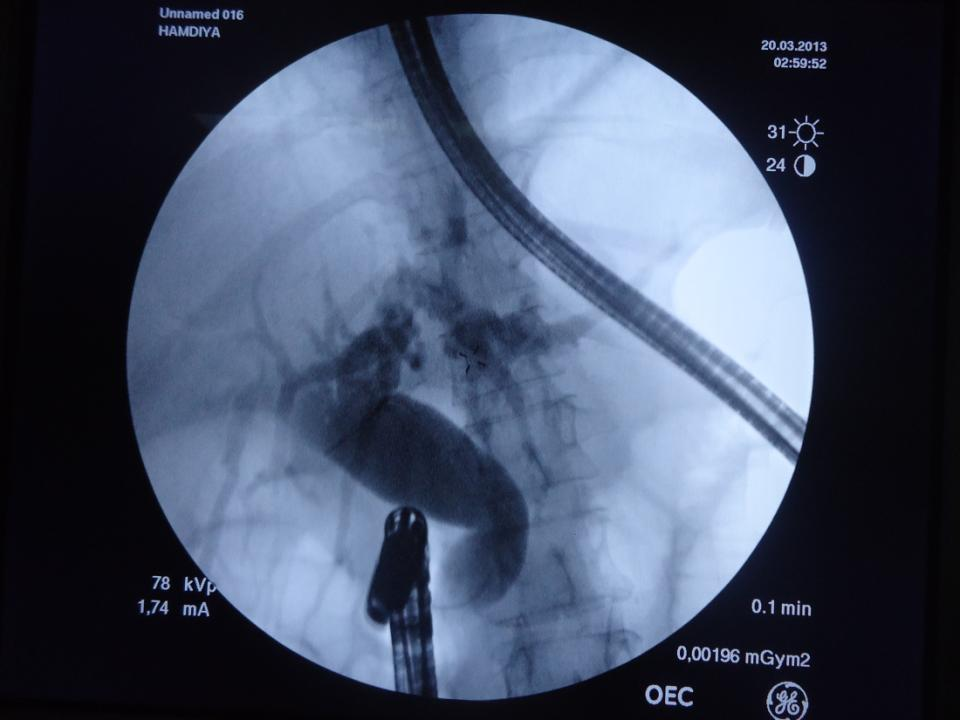 Unnamed 016
HAMDIYA
20.03.2013
02:59:52
31
24
78 kVp
1,74 mA
0.1 min
0,00196 mGym2
OEC
GE